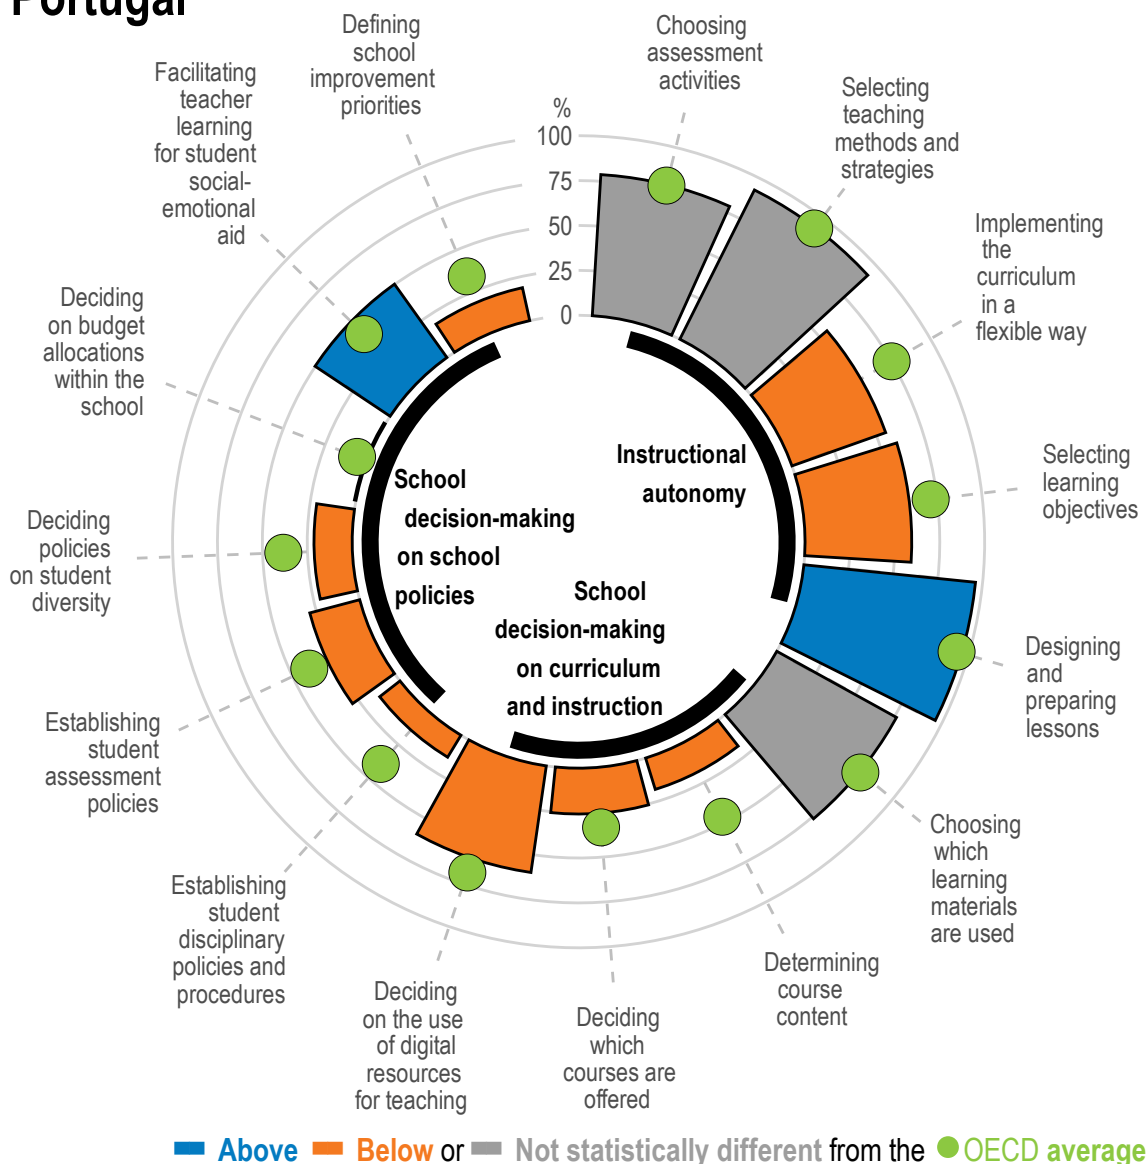 Portugal
Defining
school
improvement
priorities
Choosing
assessment
activities
Facilitating
teacher
learning
for student
social-
emotional
aid
Selecting
teaching
methods and
strategies
%
100
75
50
25
0
Implementing
the
curriculum
in a
flexible way
Deciding
on budget
allocations
within the
school
Selecting
learning
objectives
Instructional
autonomy
School
decision-making
on school
policies
Deciding
policies
on student
diversity
School
decision-making
on curriculum
and instruction
Designing
and
preparing
lessons
Establishing
student
assessment
policies
Choosing
which
learning
materials
are used
Establishing
student
disciplinary
policies and
procedures
Determining
course
content
Deciding
on the use
of digital
resources
for teaching
Deciding
which
courses are
offered
Above Below or Not statistically different from the OECD average